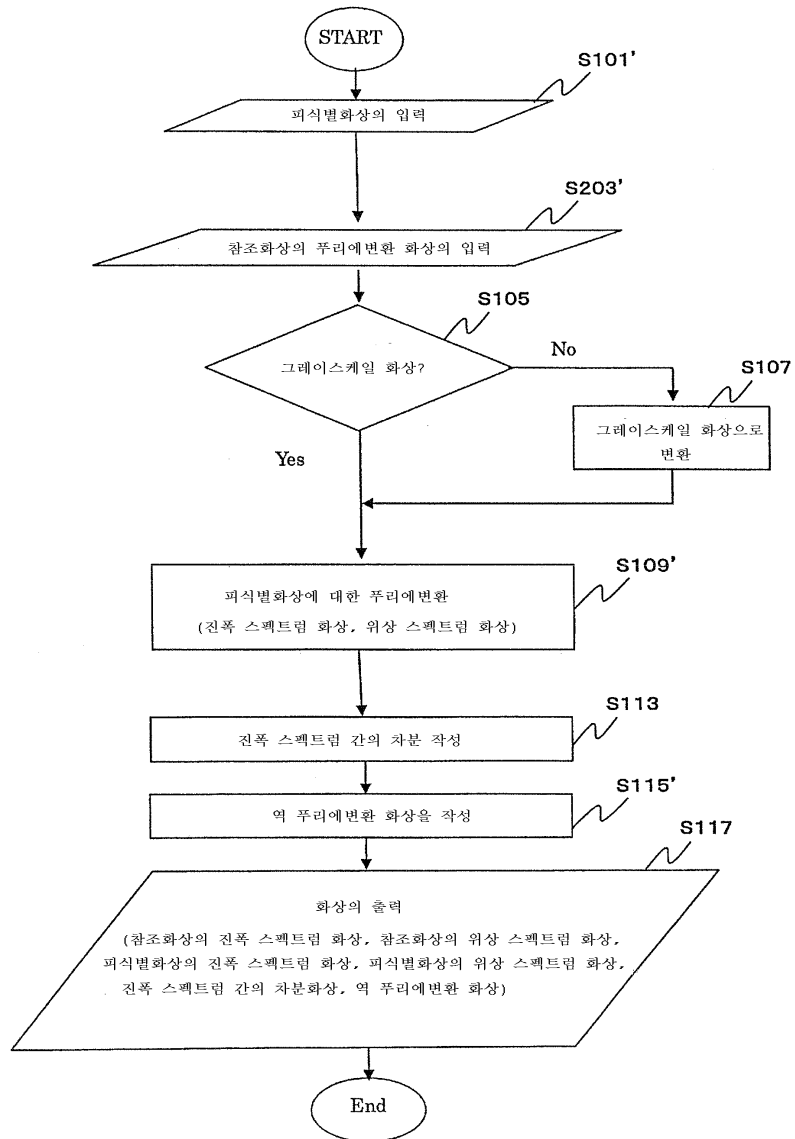 START
S101'
피식별화상의 입력
S203'
참조화상의 푸리에변환 화상의 입력
S105
그레이스케일 화상?
No
S107
그레이스케일 화상으로
변환
Yes
S109'
피식별화상에 대한 푸리에변환
(진폭 스펙트럼 화상, 위상 스펙트럼 화상)
S113
진폭 스펙트럼 간의 차분 작성
S115'
역 푸리에변환 화상을 작성
S117
화상의 출력
(참조화상의 진폭 스펙트럼 화상, 참조화상의 위상 스펙트럼 화상,
피식별화상의 진폭 스펙트럼 화상, 피식별화상의 위상 스펙트럼 화상,
진폭 스펙트럼 간의 차분화상, 역 푸리에변환 화상)
End